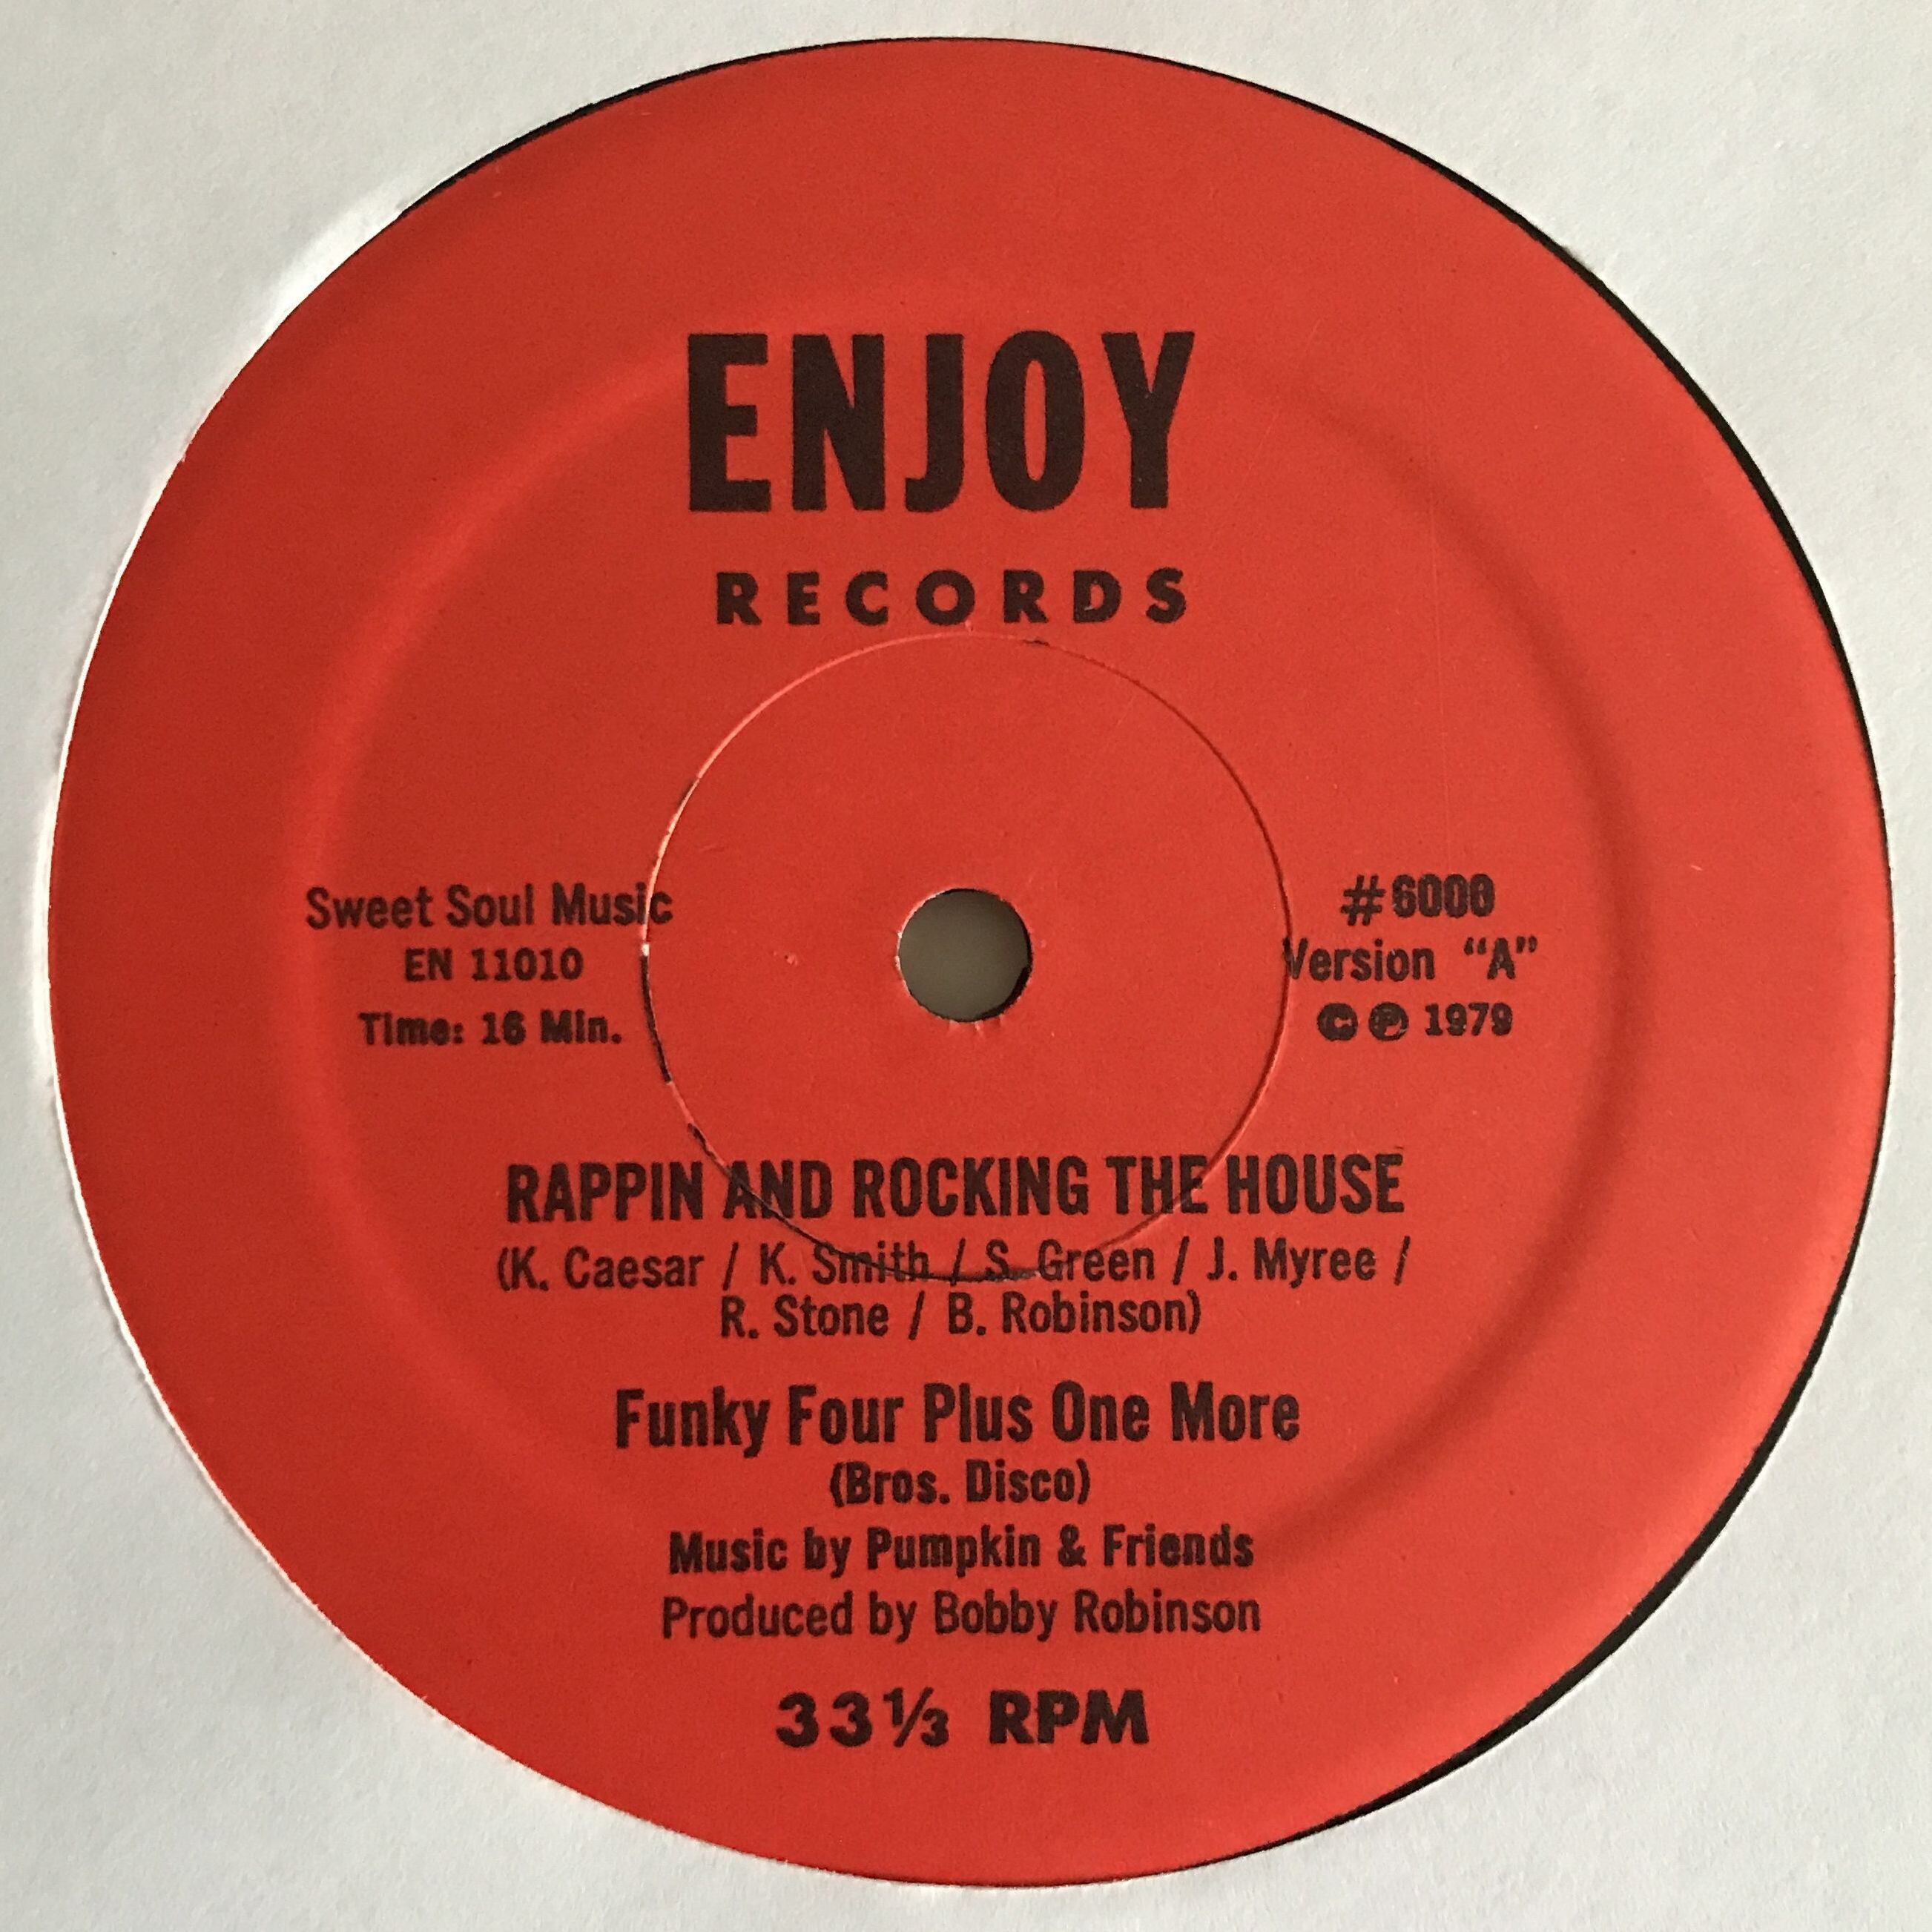 ENJOY
RECORDS
Sweet Soul Music
EN 11010
Time: 16 Min.
#6000
Version “A”
© ℗ 1979
RAPPIN AND ROCKING THE HOUSE
(K. Caesar / K. Smith / S. Green / J. Myree /
R. Stone / B. Robinson)
Funky Four Plus One More
(Bros. Disco)
Music by Pumpkin & Friends
Produced by Bobby Robinson
33⅓ RPM